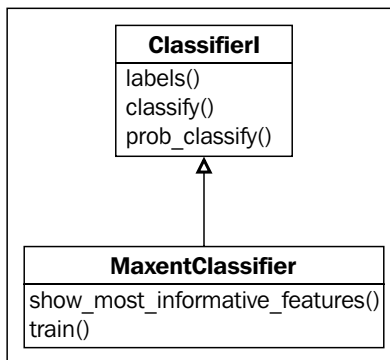 ClassifierI
labels()
classify()
prob_classify()
MaxentClassifier
show_most_informative_features()
train()